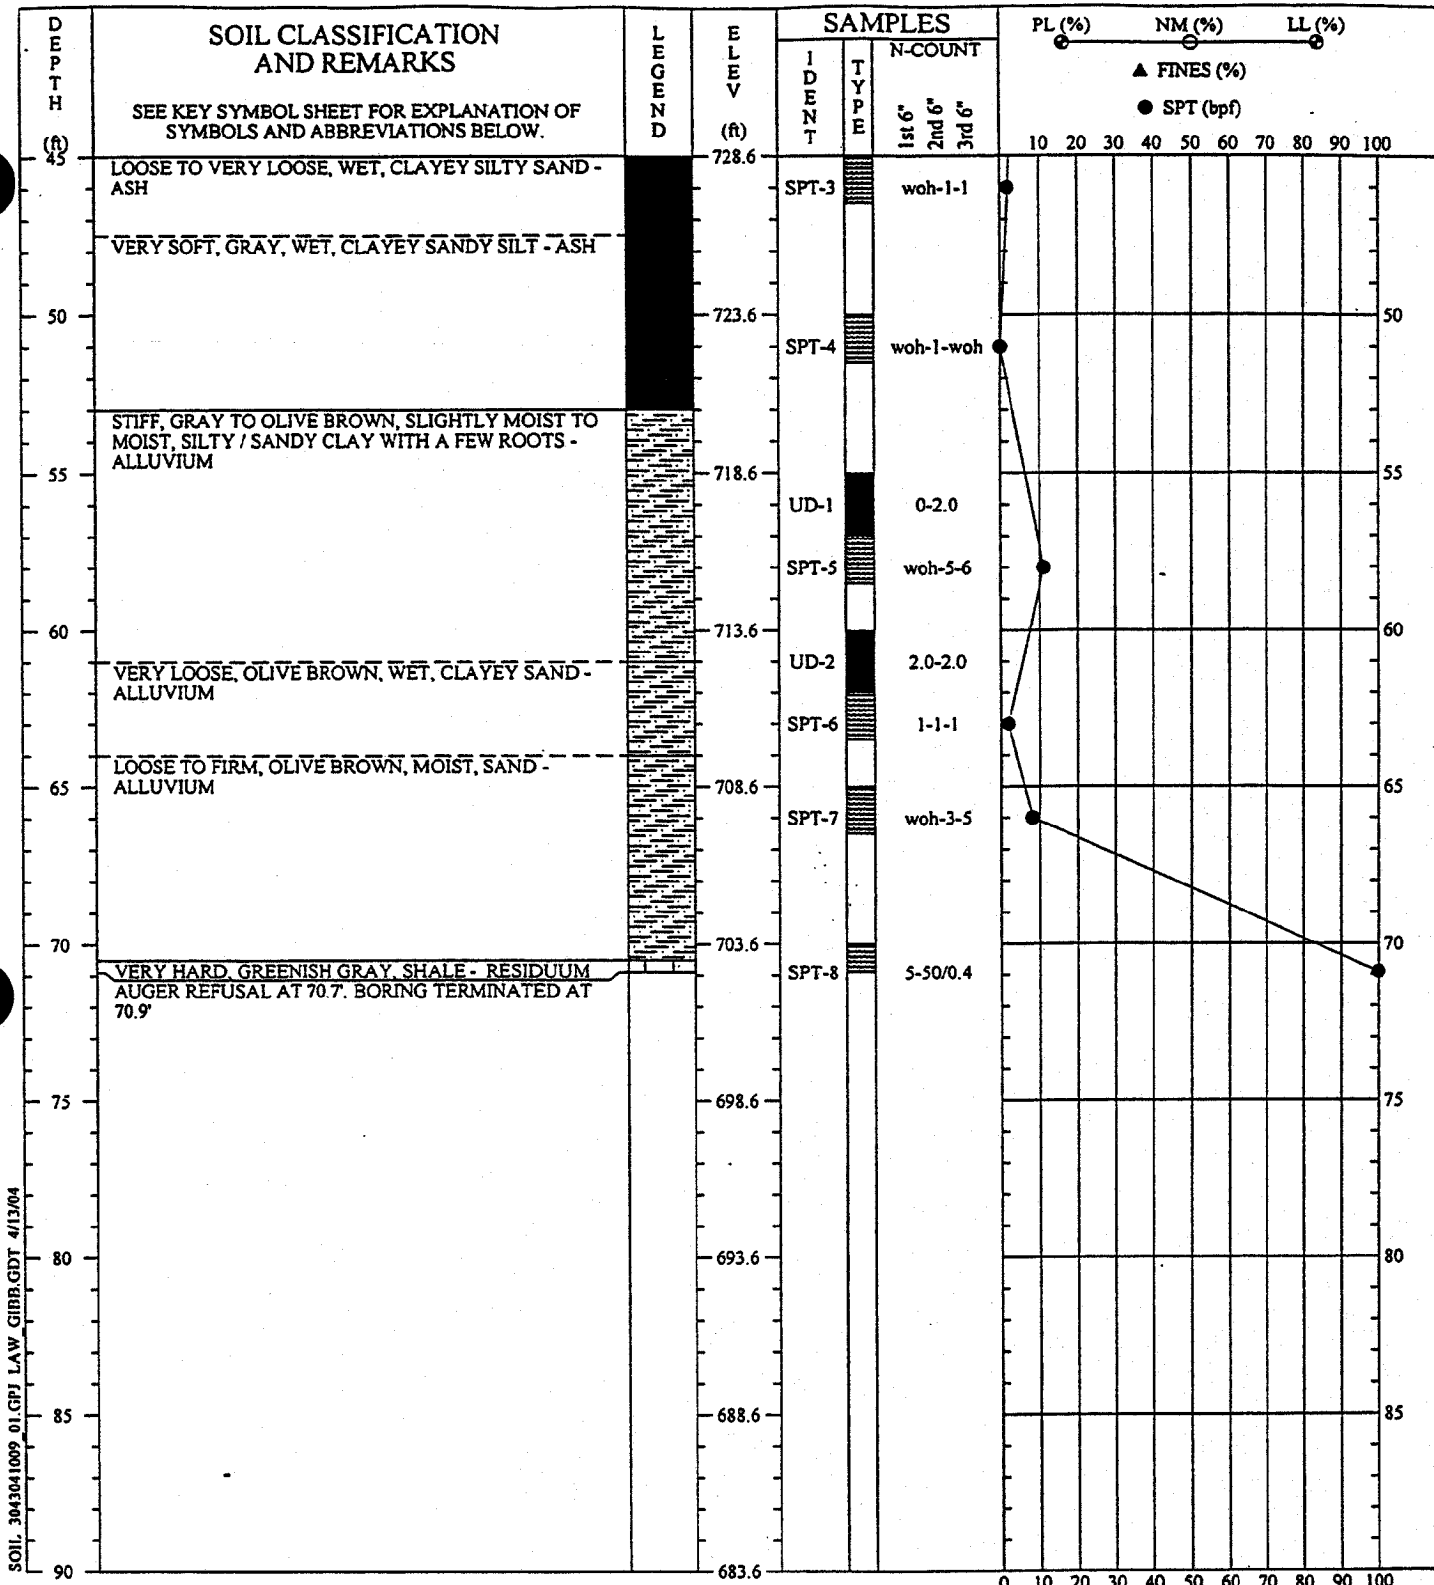 DEPTH (ft)
SOIL CLASSIFICATION
AND REMARKS
SEE KEY SYMBOL SHEET FOR EXPLANATION OF
SYMBOLS AND ABBREVIATIONS BELOW.
LEGEND
ELEV (ft)
SAMPLES
IDENT
TYPE
N-COUNT
1st 6"
2nd 6"
3rd 6"
PL (%) NM (%) LL (%)
▲ FINES (%)
● SPT (bpf)
10 20 30 40 50 60 70 80 90 100
45 728.6
LOOSE TO VERY LOOSE, WET, CLAYEY SILTY SAND -
ASH
SPT-3 woh-1-1
VERY SOFT, GRAY, WET, CLAYEY SANDY SILT - ASH
50 723.6 50
SPT-4 woh-1-woh
STIFF, GRAY TO OLIVE BROWN, SLIGHTLY MOIST TO
MOIST, SILTY / SANDY CLAY WITH A FEW ROOTS -
ALLUVIUM
55 718.6 55
UD-1 0-2.0
SPT-5 woh-5-6
60 713.6 60
UD-2 2.0-2.0
VERY LOOSE, OLIVE BROWN, WET, CLAYEY SAND -
ALLUVIUM
SPT-6 1-1-1
LOOSE TO FIRM, OLIVE BROWN, MOIST, SAND -
ALLUVIUM
65 708.6 65
SPT-7 woh-3-5
70 703.6 70
VERY HARD, GREENISH GRAY, SHALE - RESIDUUM
SPT-8 5-50/0.4
AUGER REFUSAL AT 70.7'. BORING TERMINATED AT
70.9'
75 698.6 75
80 693.6 80
85 688.6 85
90 683.6
0 10 20 30 40 50 60 70 80 90 100
SOIL 3043041009_01.GPJ LAW_GIBB.GDT 4/13/04